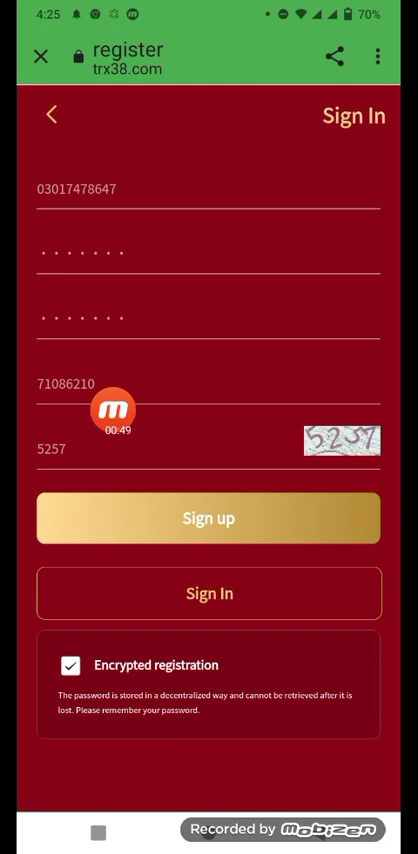 4:25
70%
register
trx38.com
Sign In
03017478647
.......
.......
71086210
m
00:49
5257
5257
Sign up
Sign In
Encrypted registration
The password is stored in a decentralized way and cannot be retrieved after it is
lost. Please remember your password.
Recorded by mobizen